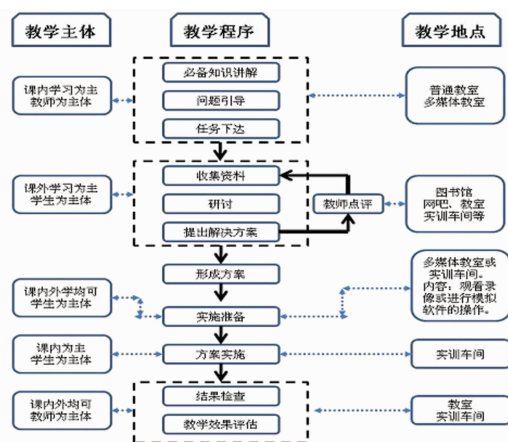 教学主体
教学程序
教学地点
课内学习为主
教师为主体
必备知识讲解
问题引导
任务下达
普通教室
多媒体教室
课外学习为主
学生为主体
收集资料
研讨
提出解决方案
教师点评
图书馆
网吧、教室
实训车间等
形成方案
课内外学均可
学生为主体
实施准备
多媒体教室或
实训车间。
内容：观看录
像或进行模拟
软件的操作。
课内为主
学生为主体
方案实施
实训车间
课内外均可
教师为主体
结果检查
教学效果评估
教室
实训车间